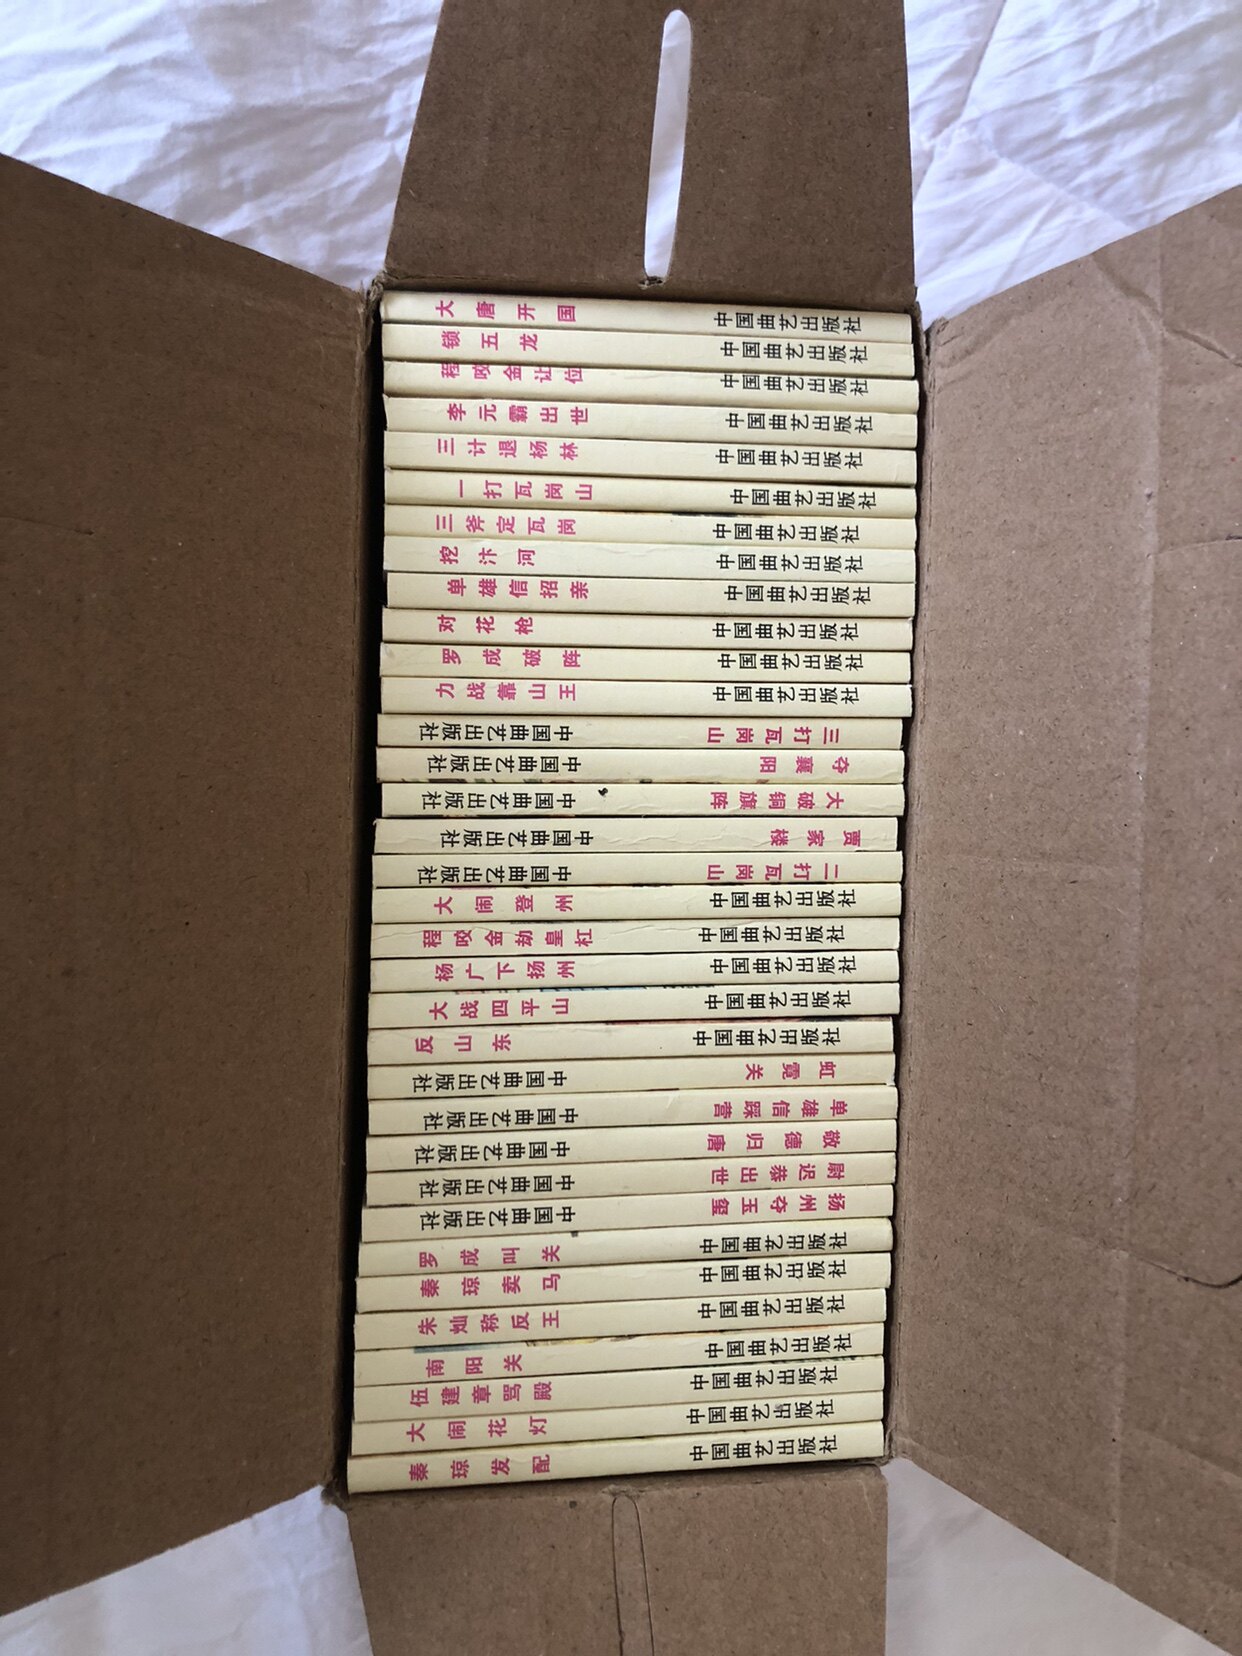 大唐开国 中国曲艺出版社
锁五龙 中国曲艺出版社
程咬金让位 中国曲艺出版社
李元霸出世 中国曲艺出版社
三计退杨林 中国曲艺出版社
一打瓦岗山 中国曲艺出版社
三斧定瓦岗 中国曲艺出版社
挖汴河 中国曲艺出版社
单雄信招亲 中国曲艺出版社
对花枪 中国曲艺出版社
罗成破阵 中国曲艺出版社
力战靠山王 中国曲艺出版社
三打瓦岗山 中国曲艺出版社
夺襄阳 中国曲艺出版社
大破铜旗阵 中国曲艺出版社
贾家楼 中国曲艺出版社
二打瓦岗山 中国曲艺出版社
大闹登州 中国曲艺出版社
程咬金劫皇杠 中国曲艺出版社
杨广下扬州 中国曲艺出版社
大战四平山 中国曲艺出版社
反山东 中国曲艺出版社
虹霓关 中国曲艺出版社
单雄信踩营 中国曲艺出版社
敬德归唐 中国曲艺出版社
尉迟恭出世 中国曲艺出版社
扬州夺玉玺 中国曲艺出版社
罗成叫关 中国曲艺出版社
秦琼卖马 中国曲艺出版社
朱灿称反王 中国曲艺出版社
南阳关 中国曲艺出版社
伍建章骂殿 中国曲艺出版社
大闹花灯 中国曲艺出版社
秦琼发配 中国曲艺出版社